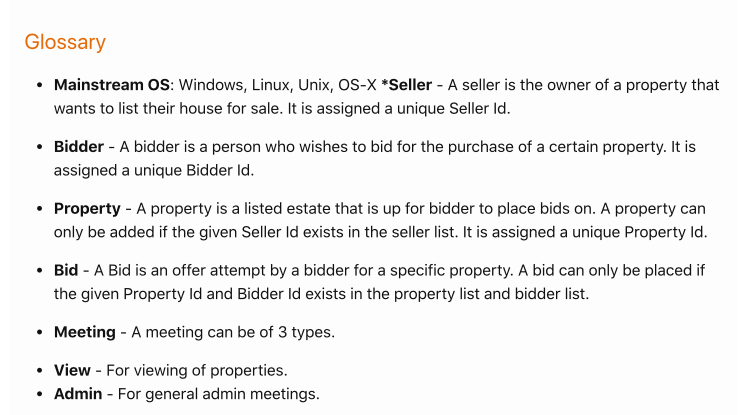 Glossary
Mainstream OS: Windows, Linux, Unix, OS-X *Seller - A seller is the owner of a property that
wants to list their house for sale. It is assigned a unique Seller Id.
Bidder - A bidder is a person who wishes to bid for the purchase of a certain property. It is
assigned a unique Bidder Id.
Property - A property is a listed estate that is up for bidder to place bids on. A property can
only be added if the given Seller Id exists in the seller list. It is assigned a unique Property Id.
Bid - A Bid is an offer attempt by a bidder for a specific property. A bid can only be placed if
the given Property Id and Bidder Id exists in the property list and bidder list.
Meeting - A meeting can be of 3 types.
View - For viewing of properties.
Admin - For general admin meetings.